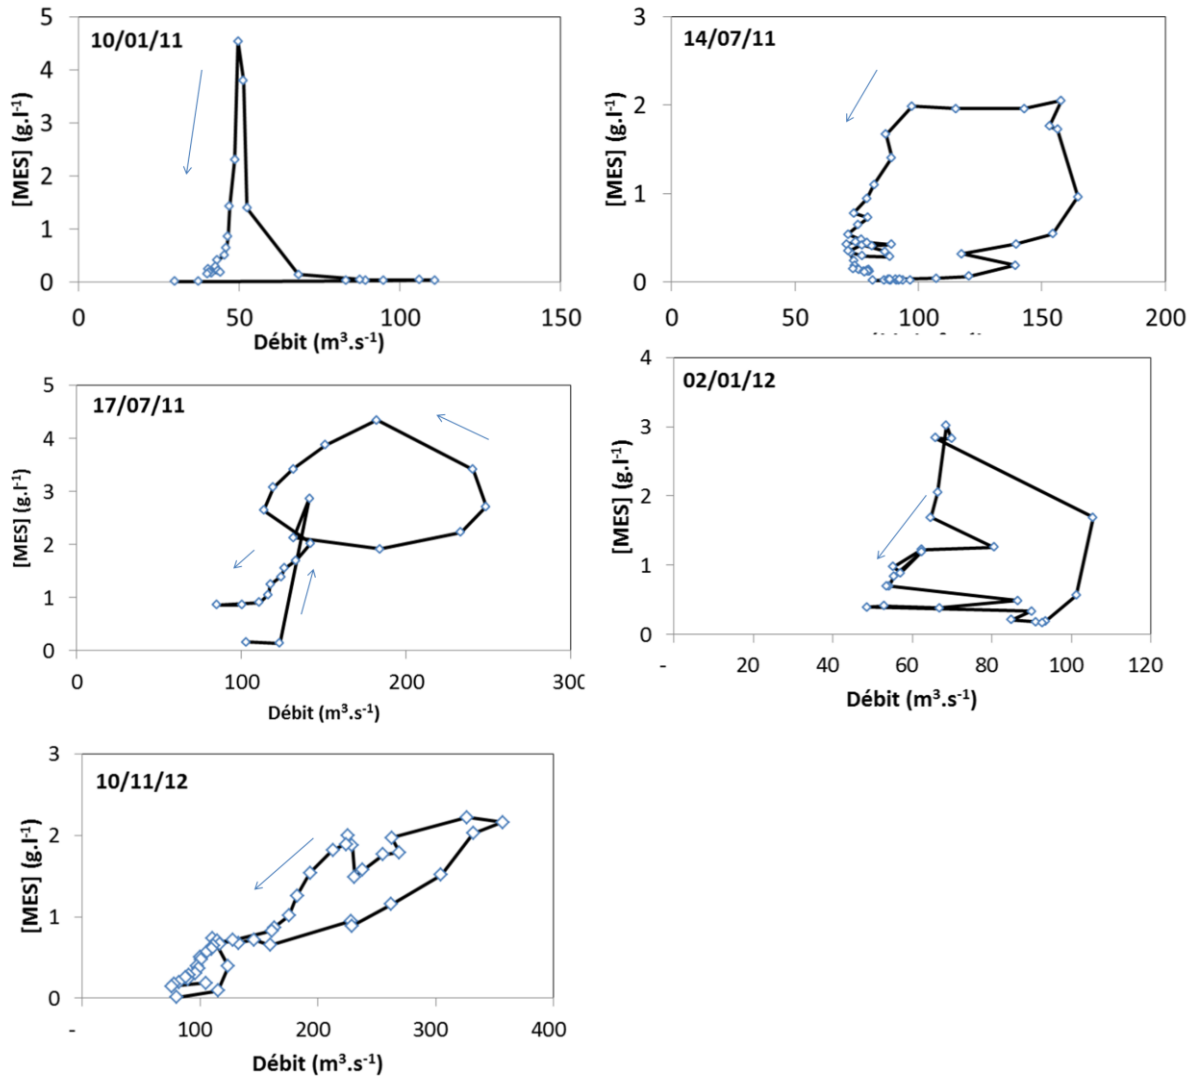 10/01/11
[MES] (g.l⁻¹)
5
4
3
2
1
0
0 50 100 150
Débit (m³.s⁻¹)
14/07/11
[MES] (g.l⁻¹)
3
2
1
0
0 50 100 150 200
17/07/11
[MES] (g.l⁻¹)
5
4
3
2
1
0
0 100 200 300
Débit (m³.s⁻¹)
02/01/12
[MES] (g.l⁻¹)
4
3
2
1
0
- 20 40 60 80 100 120
Débit (m³.s⁻¹)
10/11/12
[MES] (g.l⁻¹)
3
2
1
0
- 100 200 300 400
Débit (m³.s⁻¹)